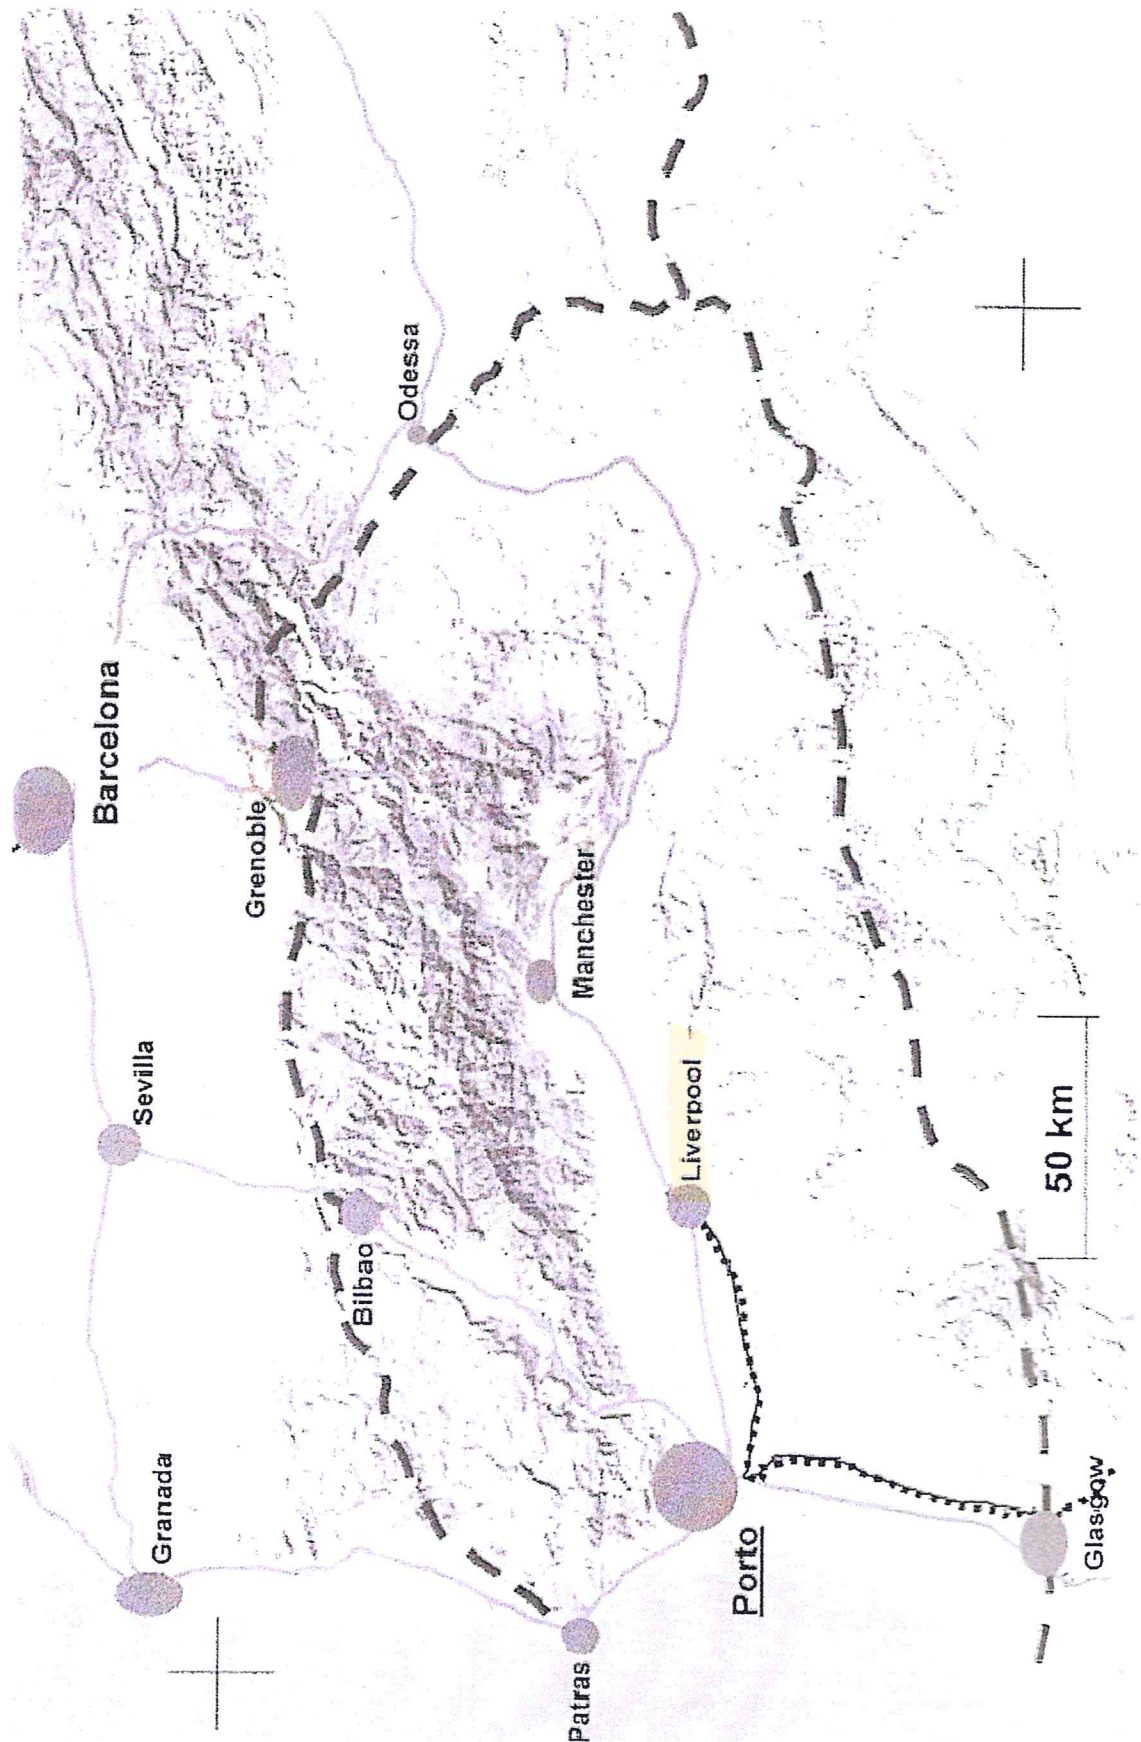 Barcelona
Grenoble
Sevilla
Bilbao
Granada
Odessa
Manchester
Liverpool
Porto
Patras
Glasgow
50 km